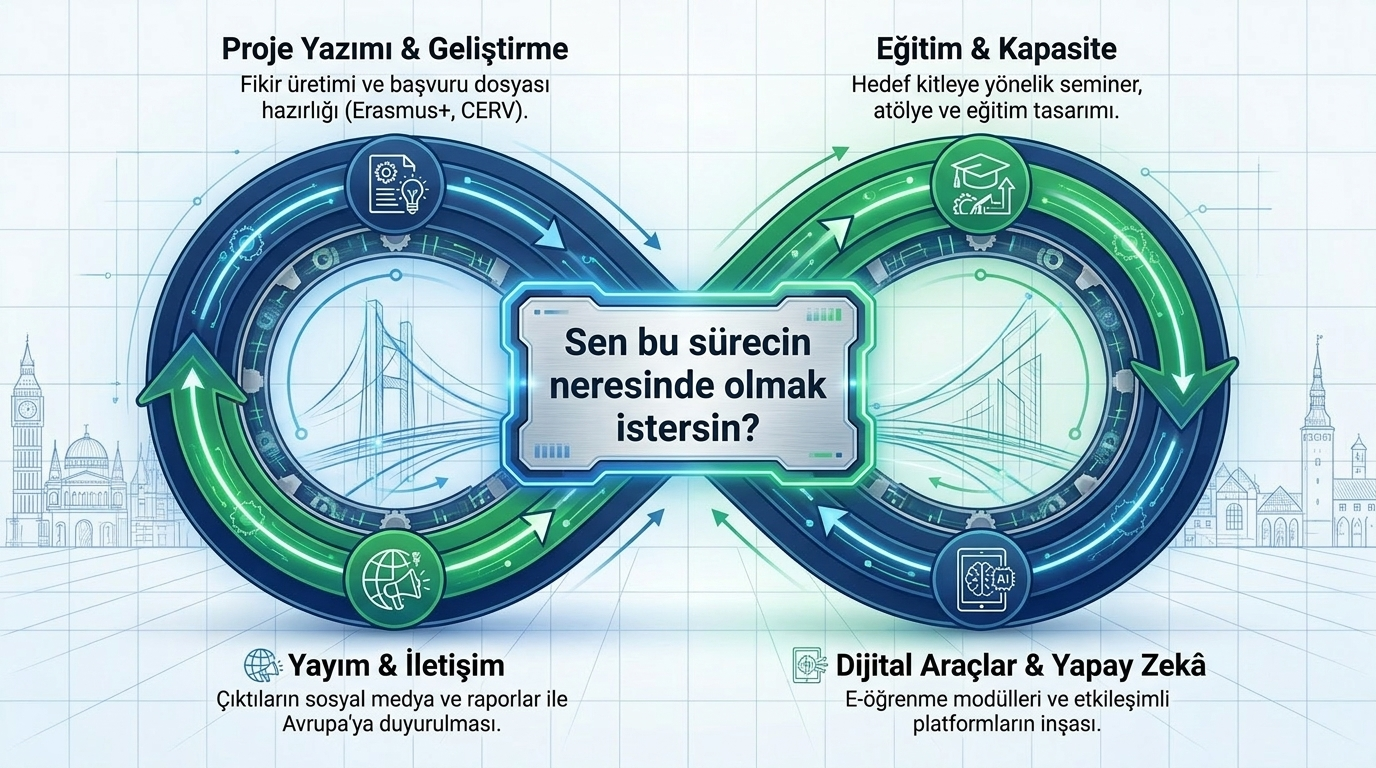 Proje Yazımı & Geliştirme
Fikir üretimi ve başvuru dosyası
hazırlığı (Erasmus+, CERV).
Eğitim & Kapasite
Hedef kitleye yönelik seminer,
atölye ve eğitim tasarımı.
Sen bu sürecin
neresinde olmak
istersin?
AI
Yayım & İletişim
Çıktıların sosyal medya ve raporlar ile
Avrupa'ya duyurulması.
Dijital Araçlar & Yapay Zekâ
E-öğrenme modülleri ve etkileşimli
platformların inşası.